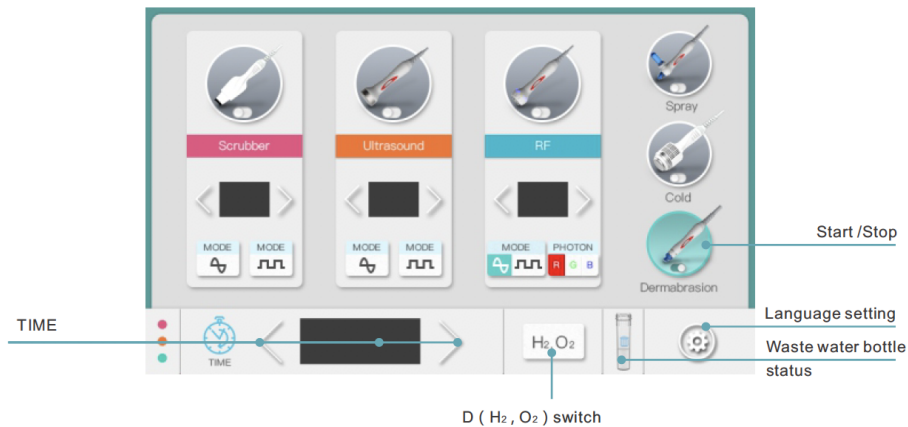 Spray
Scrubber
Ultrasound
RF
Cold
Start /Stop
MODE
MODE
MODE
MODE
MODE
PHOTON
R G B
Dermabrasion
Language setting
TIME
H₂,O₂
Waste water bottle
status
TIME
D ( H₂ , O₂ ) switch